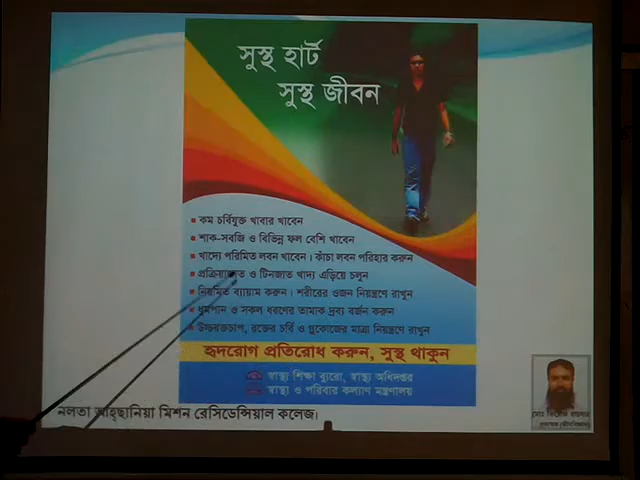 সুস্থ হার্ট
সুস্থ জীবন
কম চর্বিযুক্ত খাবার খাবেন
শাক-সবজি ও বিভিন্ন ফল বেশি খাবেন
খাদ্যে পরিমিত লবন খাবেন। কাঁচা লবন পরিহার করুন
প্রক্রিয়াজাত ও টিনজাত খাদ্য এড়িয়ে চলুন
নিয়মিত ব্যায়াম করুন। শরীরের ওজন নিয়ন্ত্রণে রাখুন
ধূমপান ও সকল ধরণের তামাক দ্রব্য বর্জন করুন
উচ্চরক্তচাপ, রক্তের চর্বি ও গ্লুকোজের মাত্রা নিয়ন্ত্রণে রাখুন
হৃদরোগ প্রতিরোধ করুন, সুস্থ থাকুন
স্বাস্থ্য শিক্ষা ব্যুরো, স্বাস্থ্য অধিদপ্তর
স্বাস্থ্য ও পরিবার কল্যাণ মন্ত্রণালয়
নলতা আহ্ছানিয়া মিশন রেসিডেন্সিয়াল কলেজ।
মোঃ